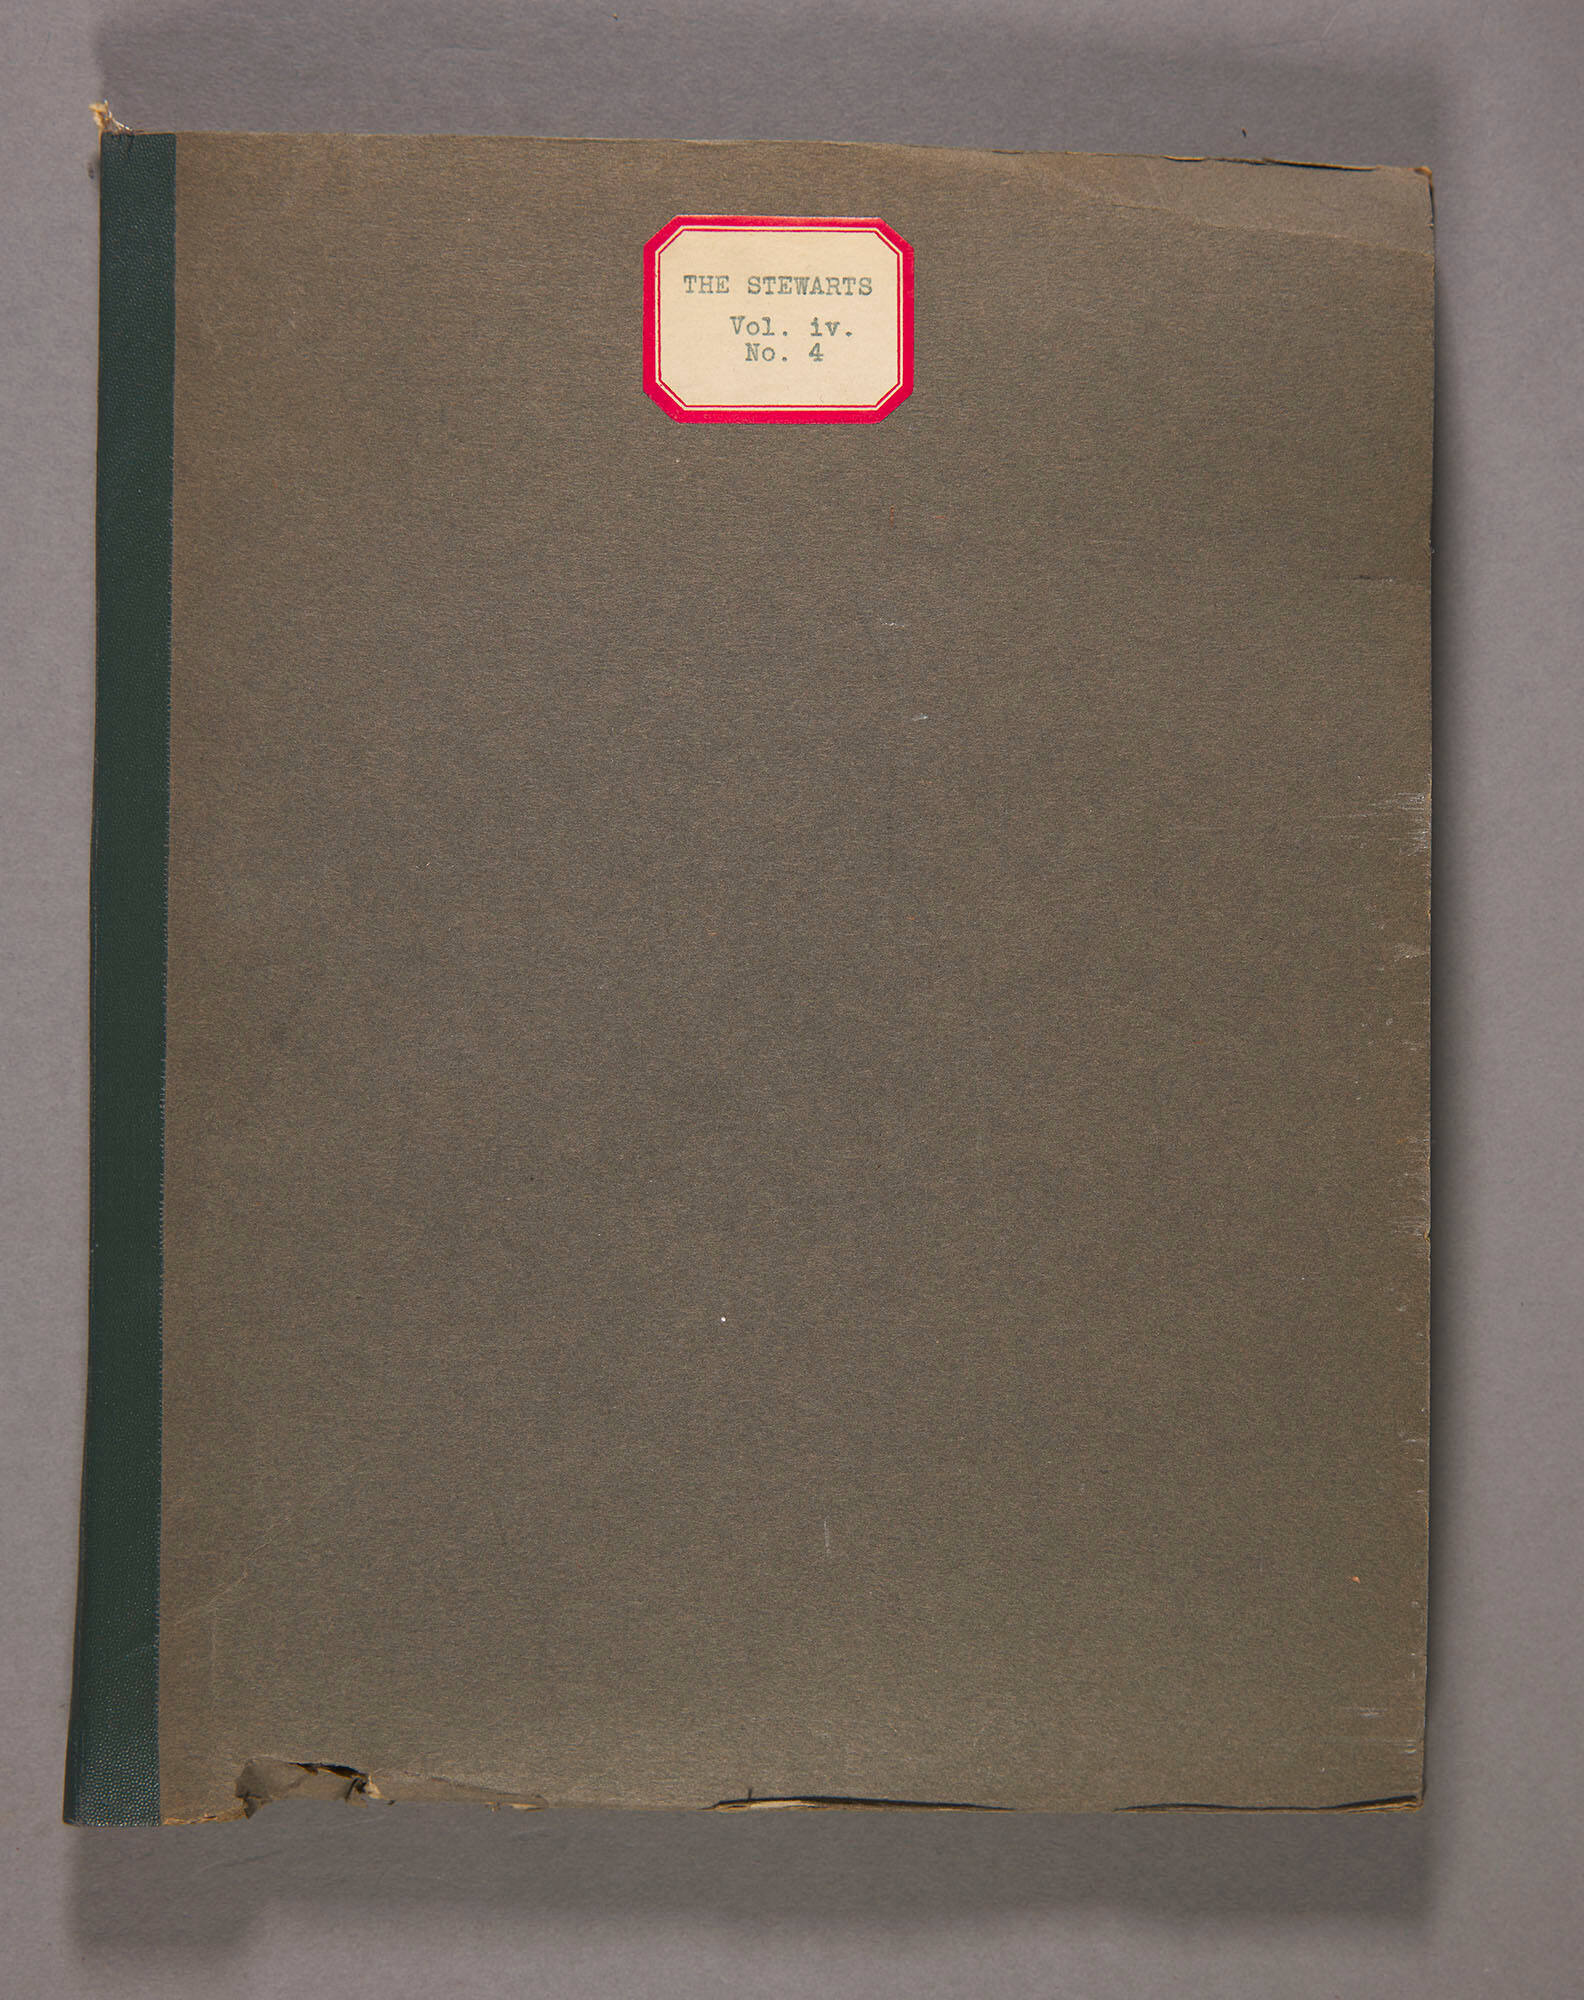 THE STEWARTS
Vol. iv.
No. 4